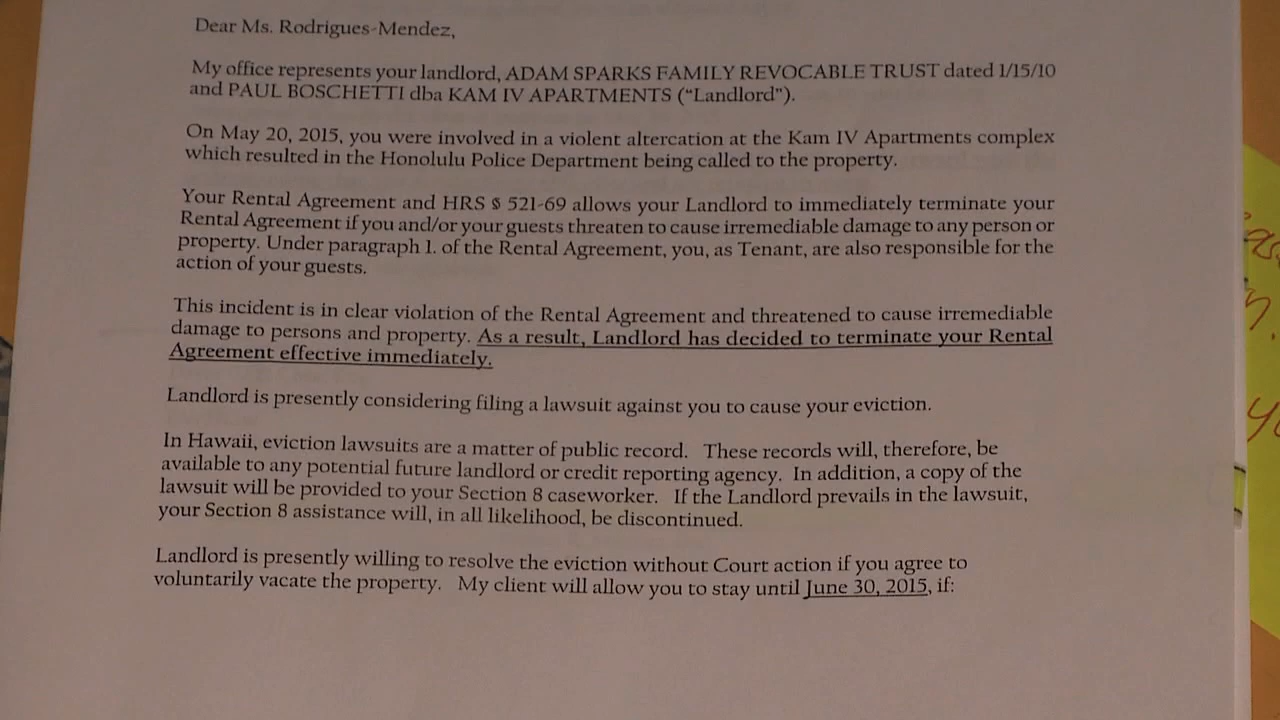 Dear Ms. Rodrigues-Mendez,
My office represents your landlord, ADAM SPARKS FAMILY REVOCABLE TRUST dated 1/15/10
and PAUL BOSCHETTI dba KAM IV APARTMENTS ("Landlord").
On May 20, 2015, you were involved in a violent altercation at the Kam IV Apartments complex
which resulted in the Honolulu Police Department being called to the property.
Your Rental Agreement and HRS § 521-69 allows your Landlord to immediately terminate your
Rental Agreement if you and/or your guests threaten to cause irremediable damage to any person or
property. Under paragraph 1. of the Rental Agreement, you, as Tenant, are also responsible for the
action of your guests.
This incident is in clear violation of the Rental Agreement and threatened to cause irremediable
damage to persons and property. As a result, Landlord has decided to terminate your Rental
Agreement effective immediately.
Landlord is presently considering filing a lawsuit against you to cause your eviction.
In Hawaii, eviction lawsuits are a matter of public record. These records will, therefore, be
available to any potential future landlord or credit reporting agency. In addition, a copy of the
lawsuit will be provided to your Section 8 caseworker. If the Landlord prevails in the lawsuit,
your Section 8 assistance will, in all likelihood, be discontinued.
Landlord is presently willing to resolve the eviction without Court action if you agree to
voluntarily vacate the property. My client will allow you to stay until June 30, 2015, if: